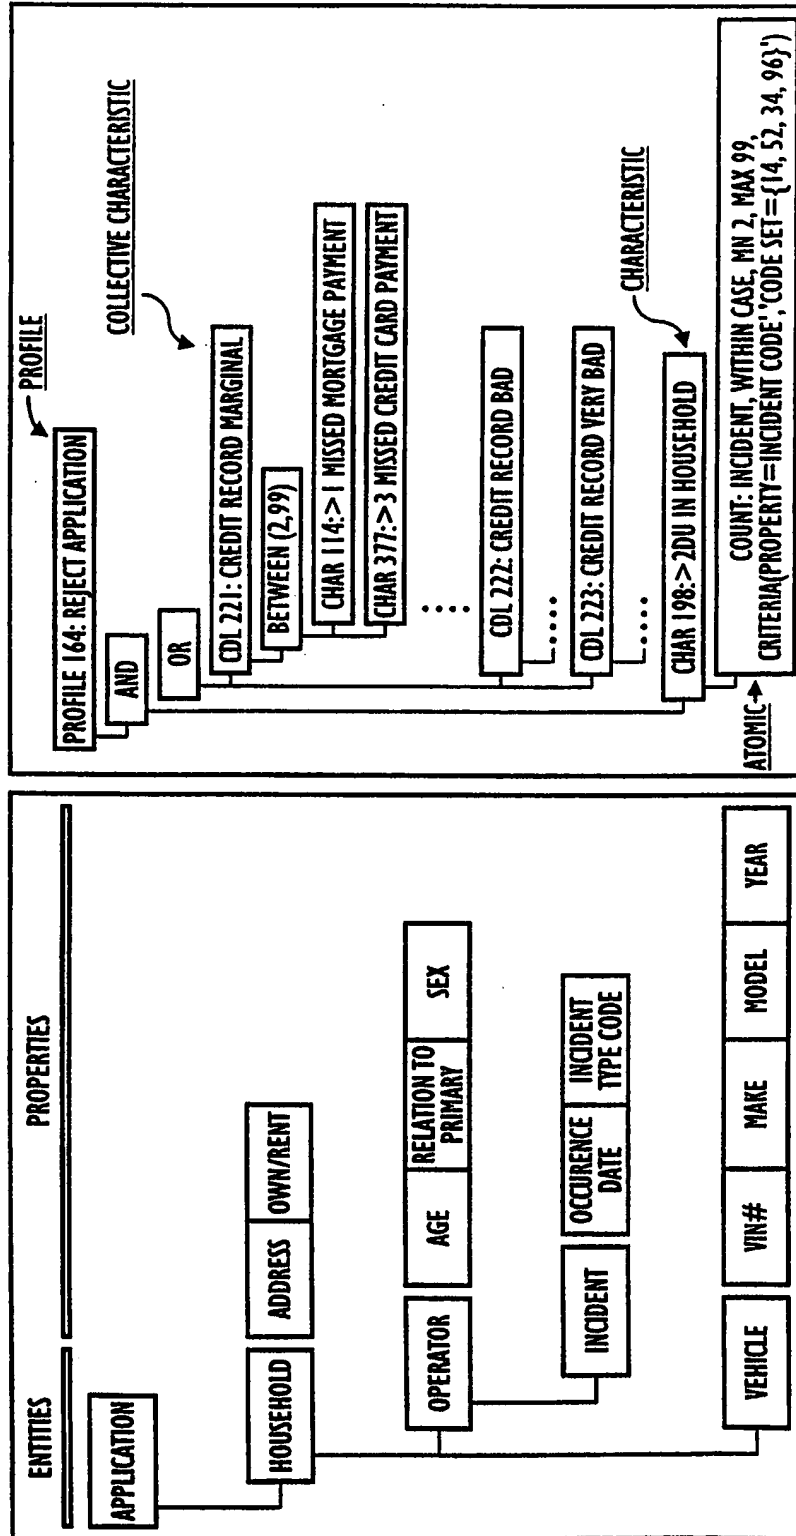 ENTITIES
PROPERTIES
APPLICATION
HOUSEHOLD
ADDRESS
OWN/RENT
OPERATOR
AGE
RELATION TO
PRIMARY
SEX
INCIDENT
OCCURENCE
DATE
INCIDENT
TYPE CODE
VEHICLE
VIN#
MAKE
MODEL
YEAR
PROFILE
PROFILE 164: REJECT APPLICATION
AND
OR
COLLECTIVE CHARACTERISTIC
CDL 221: CREDIT RECORD MARGINAL
BETWEEN (2,99)
CHAR 114:> 1 MISSED MORTGAGE PAYMENT
CHAR 377:>3 MISSED CREDIT CARD PAYMENT
....
CDL 222: CREDIT RECORD BAD
....
CDL 223: CREDIT RECORD VERY BAD
....
CHARACTERISTIC
CHAR 198:> 2DU IN HOUSEHOLD
ATOMIC
COUNT: INCIDENT, WITHIN CASE, MN 2, MAX 99,
CRITERIA(PROPERTY=INCIDENT CODE','CODE SET={14, 52, 34, 96}')